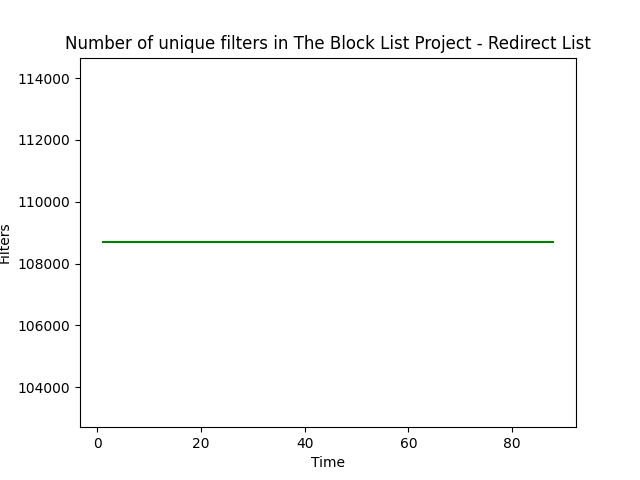 Number of unique filters in The Block List Project - Redirect List
114000
112000
110000
108000
106000
104000
Filters
0 20 40 60 80
Time